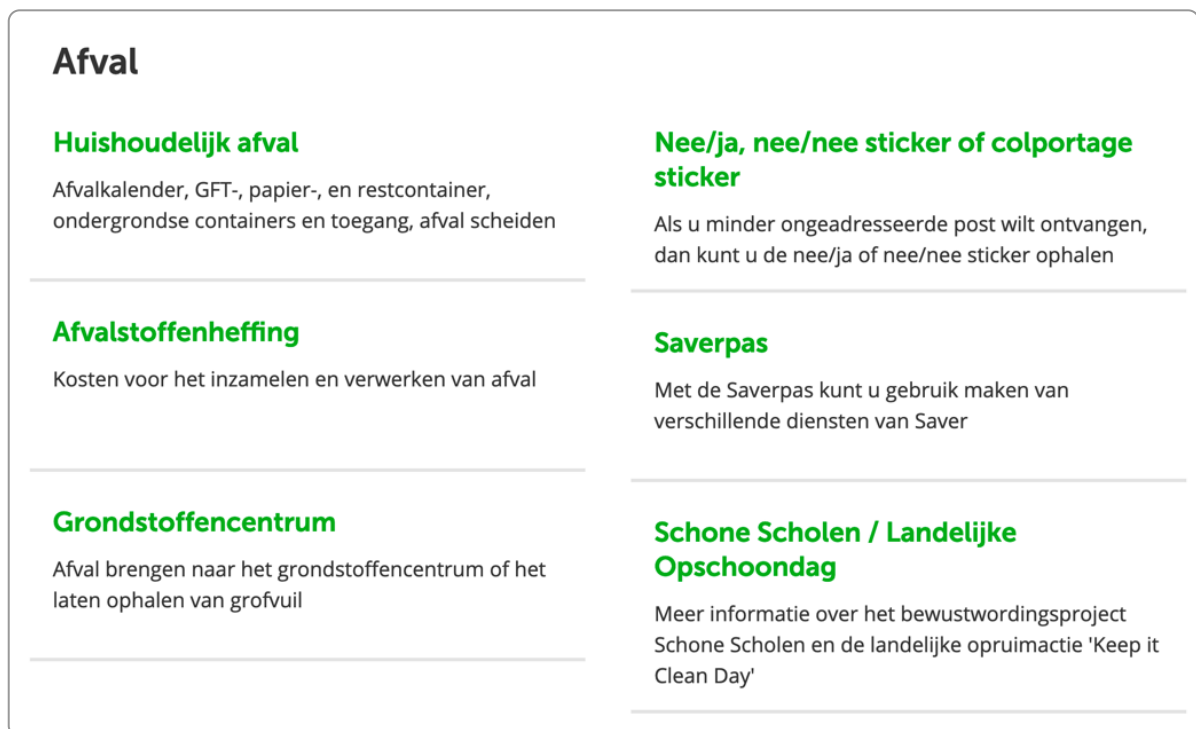 Afval
Huishoudelijk afval
Afvalkalender, GFT-, papier-, en restcontainer,
ondergrondse containers en toegang, afval scheiden
Afvalstoffenheffing
Kosten voor het inzamelen en verwerken van afval
Grondstoffencentrum
Afval brengen naar het grondstoffencentrum of het
laten ophalen van grofvuil
Nee/ja, nee/nee sticker of colportage
sticker
Als u minder ongeadresseerde post wilt ontvangen,
dan kunt u de nee/ja of nee/nee sticker ophalen
Saverpas
Met de Saverpas kunt u gebruik maken van
verschillende diensten van Saver
Schone Scholen / Landelijke
Opschoondag
Meer informatie over het bewustwordingsproject
Schone Scholen en de landelijke opruimactie 'Keep it
Clean Day'